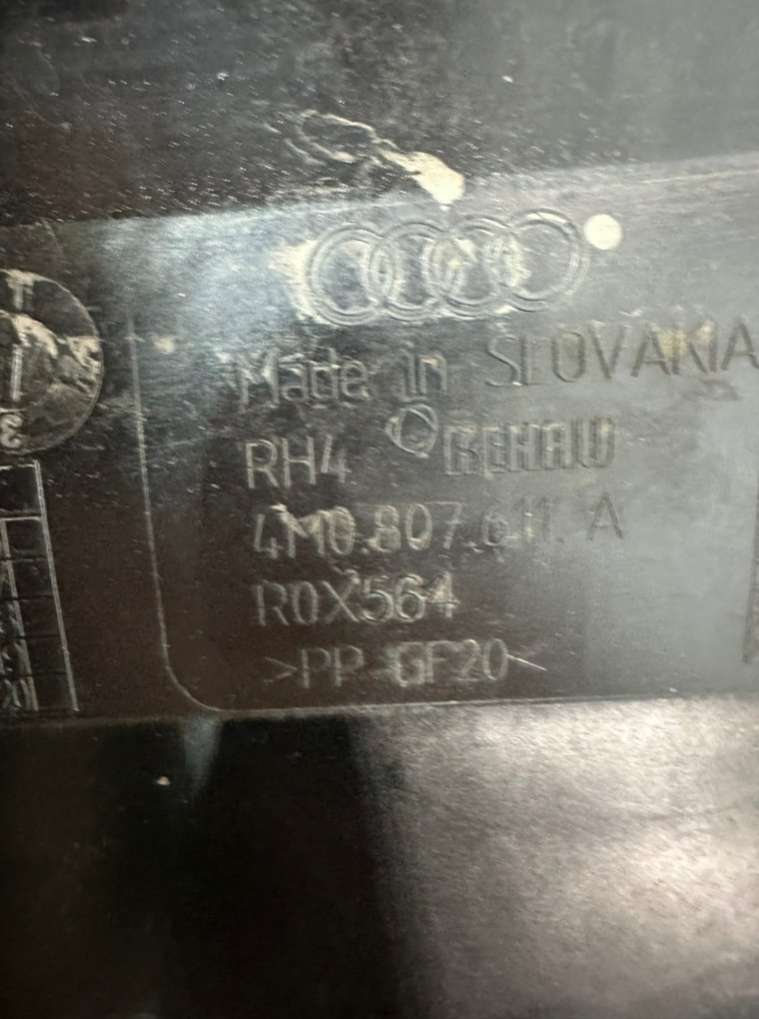 Made in SLOVAKIA
RH4 REHAU
4M0.807.611. A
R0X564
>PP-GF20<